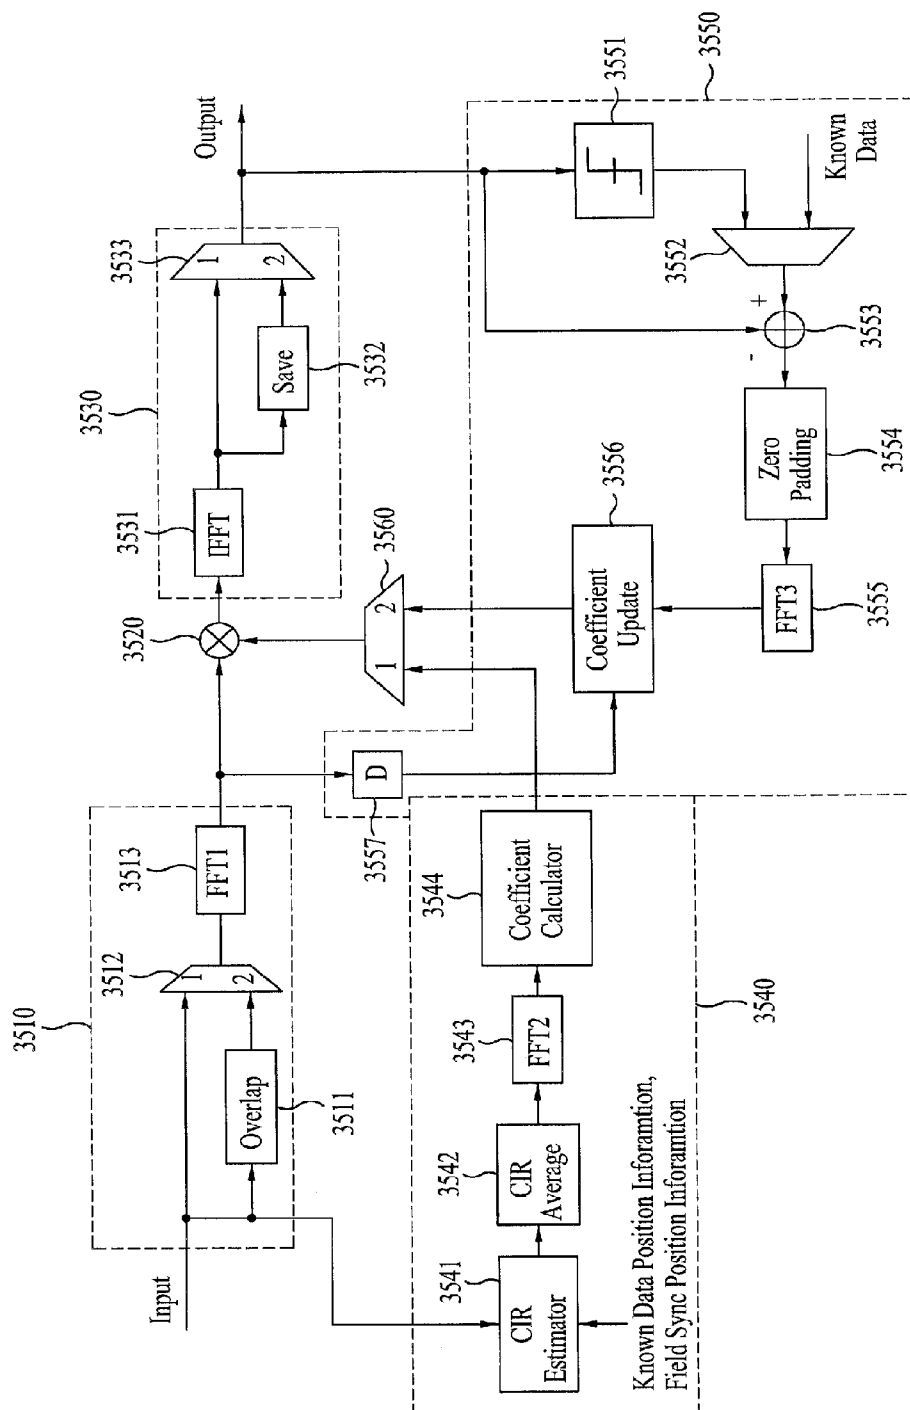 3510
3512
3513
3520
3530
3531
3533
Output
Input
Overlap
3511
1
2
FFT1
IFFT
Save
3532
1
2
D
3557
1
2
3560
3550
3551
Known
Data
3552
+
-
3553
Zero
Padding
3554
FFT3
3555
Coefficient
Update
3556
3541
CIR
Estimator
3542
CIR
Average
3543
FFT2
3544
Coefficient
Calculator
3540
Known Data Position Inforamtion,
Field Sync Position Inforamtion